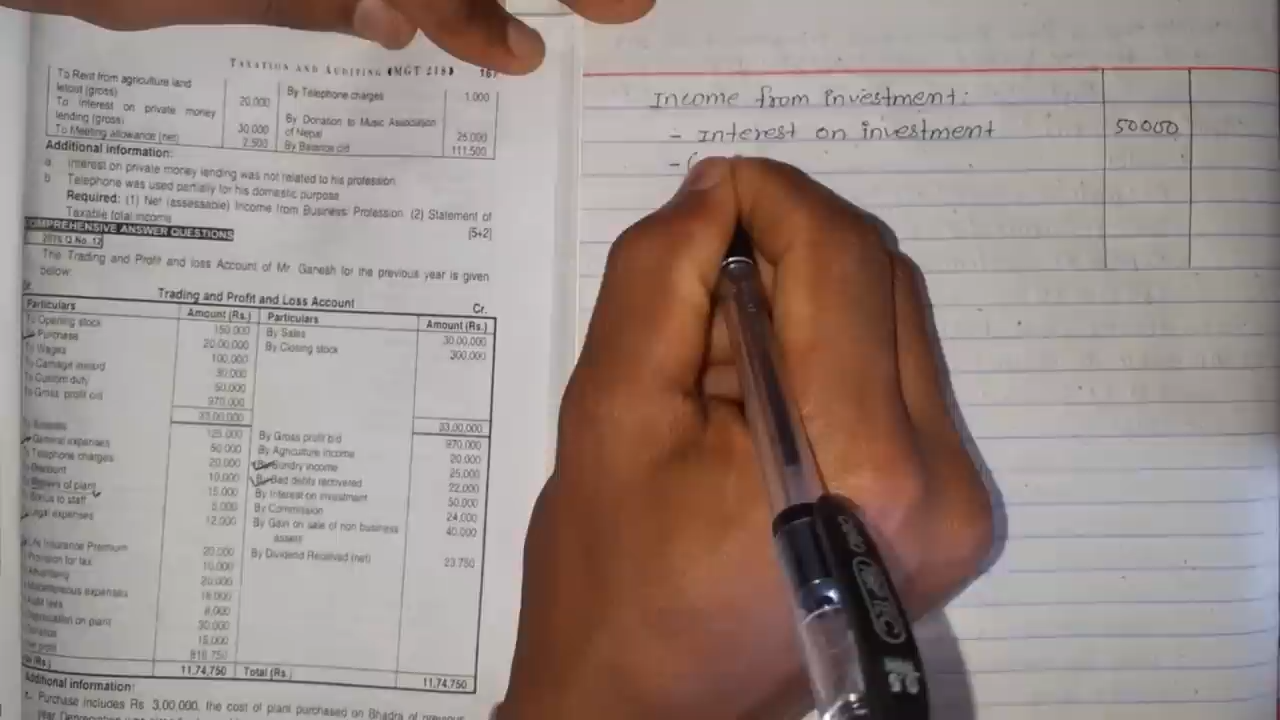 TAXATION AND AUDITING (MGT 218) 167
To Rent from agriculture land letout (gross) 20,000 By Telephone charges 1,000
To Interest on private money lending (gross) 30,000 By Donation to Music Association of Nepal 25,000
To Meeting allowance (net) 2,500 By Balance c/d 111,500
Additional information:
a. Interest on private money lending was not related to his profession.
b. Telephone was used partially for his domestic purpose
Required: (1) Net (assessable) Income from Business Profession (2) Statement of
Taxable total income [5+2]
COMPREHENSIVE ANSWER QUESTIONS
Q.No. 12
The Trading and Profit and loss Account of Mr. Ganesh for the previous year is given
below:
Trading and Profit and Loss Account
Cr.
Particulars Amount (Rs.) Particulars Amount (Rs.)
To Opening stock 150,000 By Sales 30,00,000
To Purchase 20,00,000 By Closing stock 300,000
To Wages 100,000
To Carriage inward
To Custom duty 50,000
To Gross profit c/d 970,000
33,00,000 33,00,000
125,000 By Gross profit b/d 970,000
General expenses 50,000 By Agriculture income 20,000
Telephone charges 20,000 By Sundry income 25,000
Discount 10,000 By Bad debts recovered 22,000
of plant 15,000 By Interest on investment 50,000
Bonus to staff 5,000 By Commission 24,000
Legal expenses 12,000 By Gain on sale of non business assets 40,000
Life Insurance Premium 20,000 By Dividend Received (net) 23,750
Provision for tax 10,000
Advertising 20,000
Miscellaneous expenses 18,000
Audit fees
Depreciation on plant 30,000
15,000
Net profit
(Rs.) 11,74,750 Total (Rs.) 11,74,750
Additional information:
Purchase includes Rs. 3,00,000, the cost of plant purchased on Bhadra of previous
Income from investment:
- Interest on investment 50000
-
cello